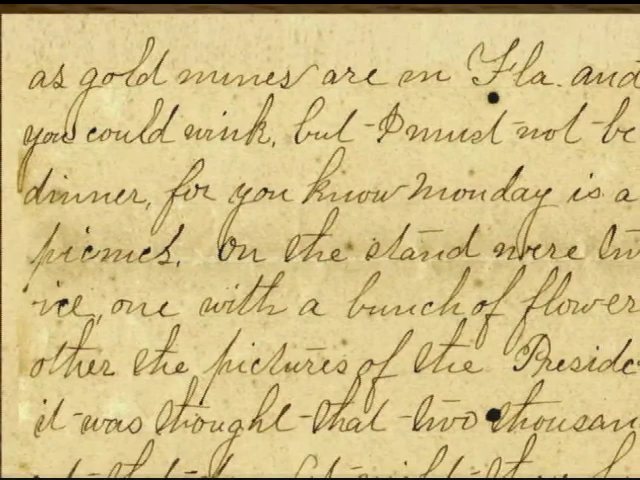 as gold mines are in Fla. and
you could wink, but I must not be
dinner, for you know Monday is a
picnics. On the stand were tw
ice, one with a bunch of flower
other the pictures of the Preside
it was thought that two thousan